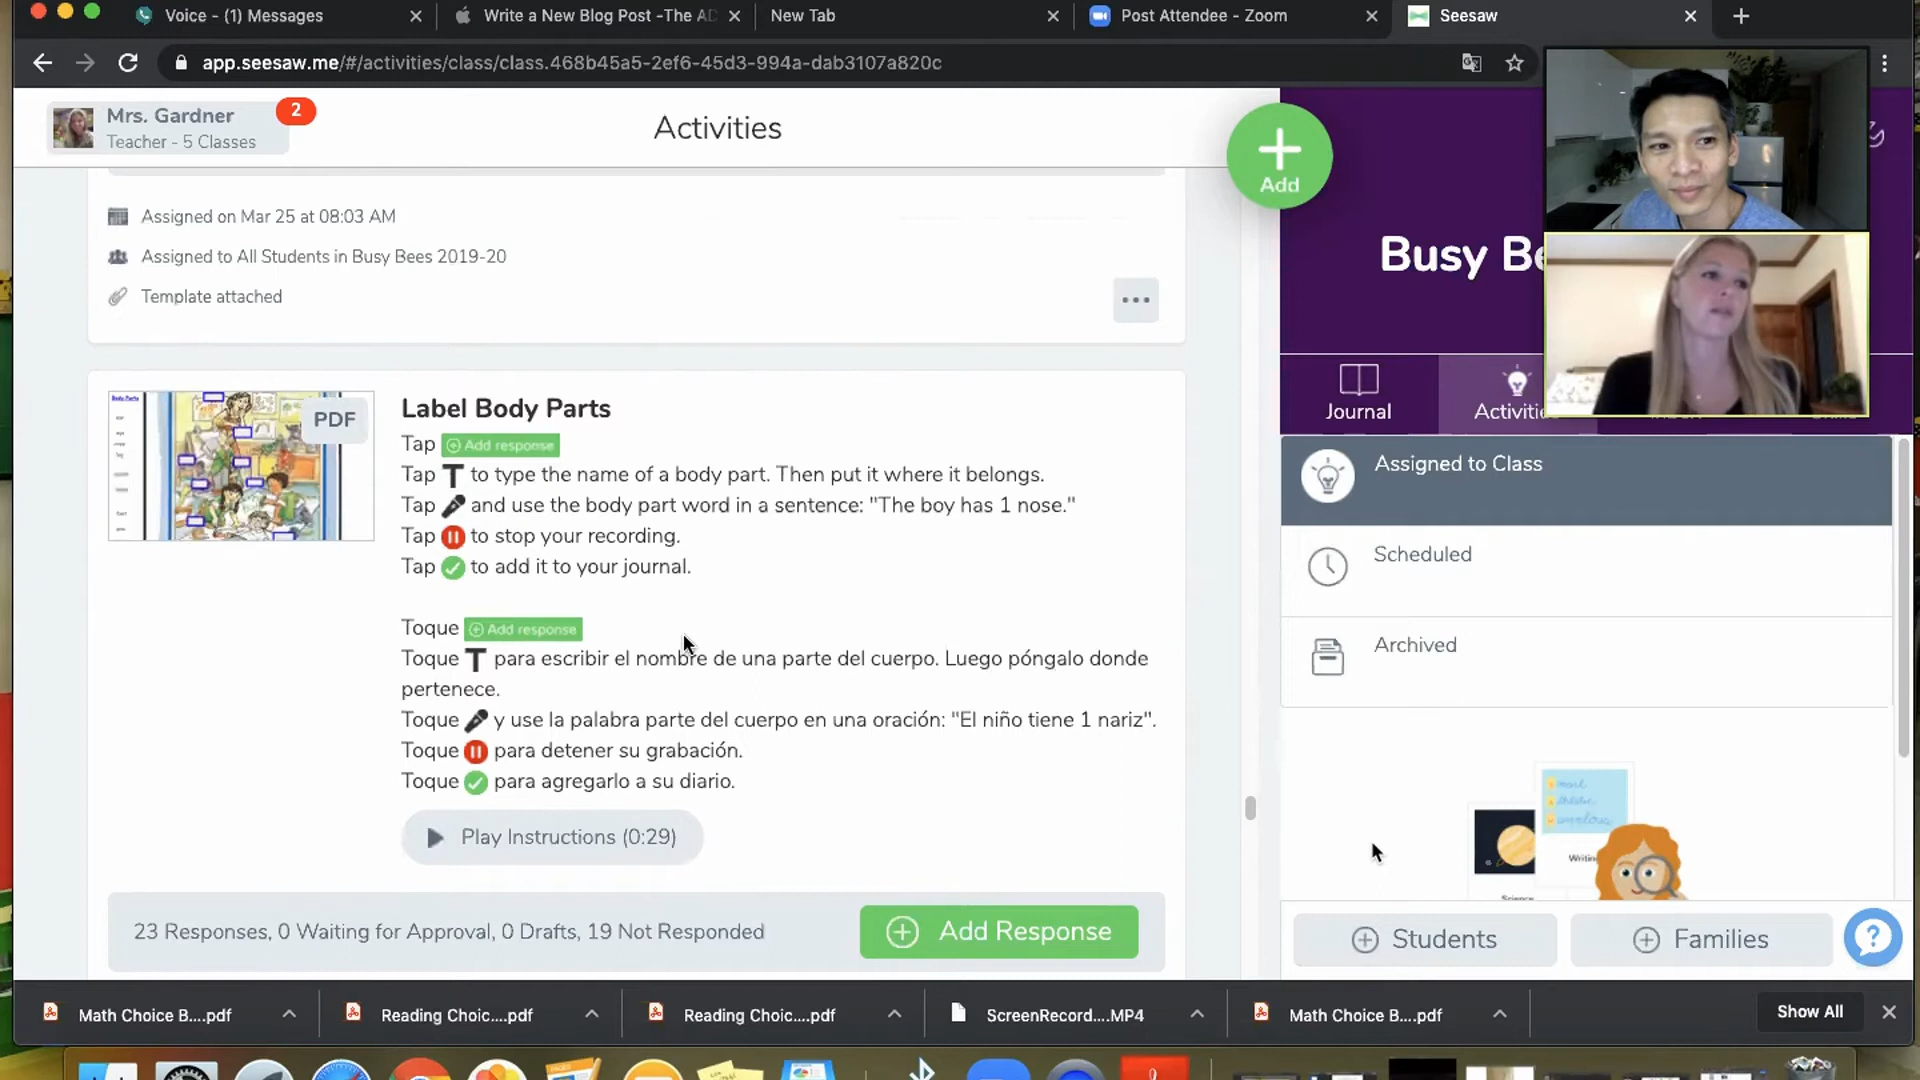 Voice - (1) Messages
Write a New Blog Post -The AD
New Tab
Post Attendee - Zoom
Seesaw
app.seesaw.me/#/activities/class/class.468b45a5-2ef6-45d3-994a-dab3107a820c
Mrs. Gardner
2
Teacher - 5 Classes
Activities
Add
Busy Be
Assigned on Mar 25 at 08:03 AM
Assigned to All Students in Busy Bees 2019-20
Template attached
Journal
Activiti
Body Parts
PDF
Label Body Parts
Tap Add response
Tap T to type the name of a body part. Then put it where it belongs.
Tap and use the body part word in a sentence: "The boy has 1 nose."
Tap to stop your recording.
Tap to add it to your journal.
Toque Add response
Toque T para escribir el nombre de una parte del cuerpo. Luego póngalo donde
pertenece.
Toque y use la palabra parte del cuerpo en una oración: "El niño tiene 1 nariz".
Toque para detener su grabación.
Toque para agregarlo a su diario.
Play Instructions (0:29)
23 Responses, 0 Waiting for Approval, 0 Drafts, 19 Not Responded
Add Response
Assigned to Class
Scheduled
Archived
Writin
Science
Students
Families
?
Math Choice B....pdf
Reading Choic....pdf
Reading Choic....pdf
ScreenRecord....MP4
Math Choice B....pdf
Show All